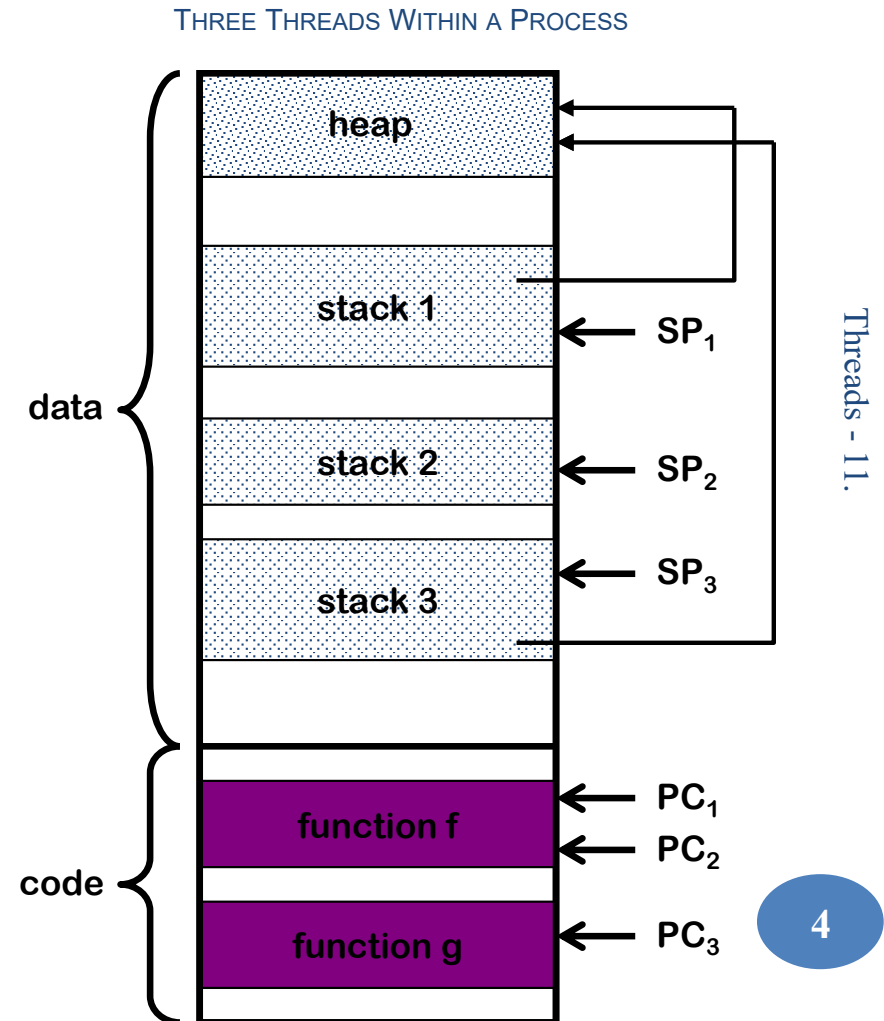 THREE THREADS WITHIN A PROCESS
heap
stack 1
SP1
data
stack 2
SP2
stack 3
SP3
Threads - 11.
function f
PC1
PC2
code
function g
PC3
4